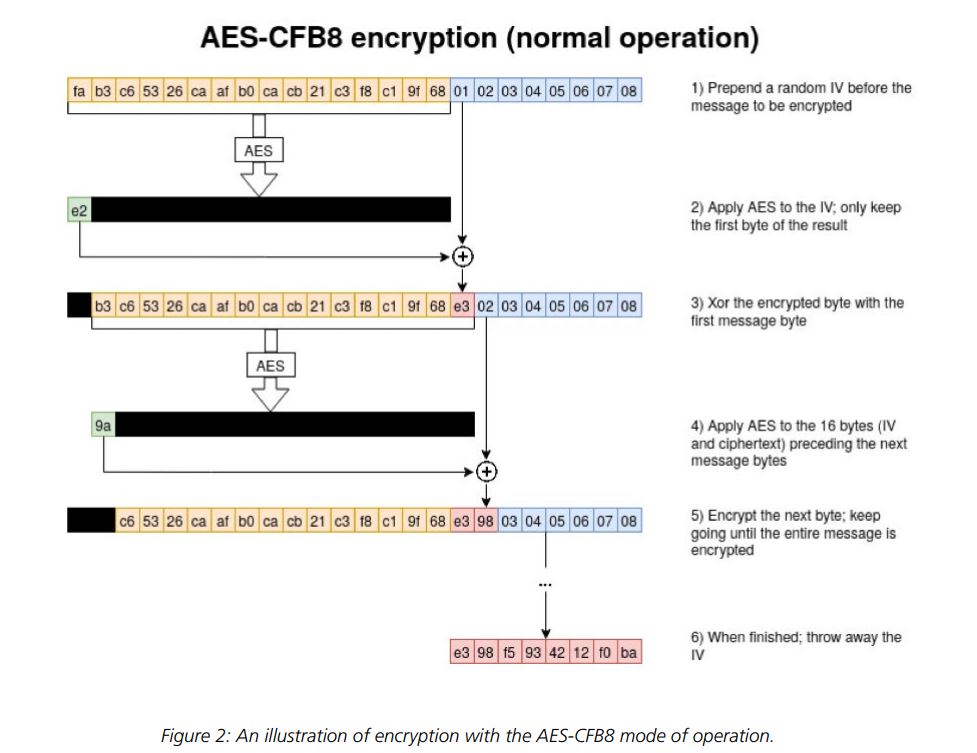 AES-CFB8 encryption (normal operation)
fa b3 c6 53 26 ca af b0 ca cb 21 c3 f8 c1 9f 68 01 02 03 04 05 06 07 08
1) Prepend a random IV before the
message to be encrypted
AES
e2
2) Apply AES to the IV; only keep
the first byte of the result
b3 c6 53 26 ca af b0 ca cb 21 c3 f8 c1 9f 68 e3 02 03 04 05 06 07 08
3) Xor the encrypted byte with the
first message byte
AES
9a
4) Apply AES to the 16 bytes (IV
and ciphertext) preceding the next
message bytes
c6 53 26 ca af b0 ca cb 21 c3 f8 c1 9f 68 e3 98 03 04 05 06 07 08
5) Encrypt the next byte; keep
going until the entire message is
encrypted
...
e3 98 f5 93 42 12 f0 ba
6) When finished; throw away the
IV
Figure 2: An illustration of encryption with the AES-CFB8 mode of operation.